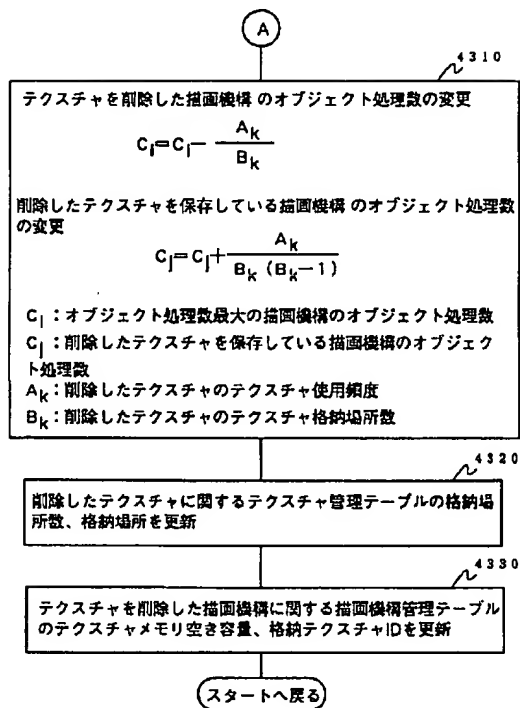 A
4310
テクスチャを削除した描画機構 のオブジェクト処理数の変更
C_i=C_i− A_k/B_k
削除したテクスチャを保存している描画機構 のオブジェクト処理数
の変更
C_j=C_j+ A_k/B_k(B_k−1)
C_i：オブジェクト処理数最大の描画機構のオブジェクト処理数
C_j：削除したテクスチャを保存している描画機構のオブジェク
ト処理数
A_k：削除したテクスチャのテクスチャ使用頻度
B_k：削除したテクスチャのテクスチャ格納場所数
4320
削除したテクスチャに関するテクスチャ管理テーブルの格納場
所数、格納場所を更新
4330
テクスチャを削除した描画機構に関する描画機構管理テーブル
のテクスチャメモリ空き容量、格納テクスチャIDを更新
スタートへ戻る